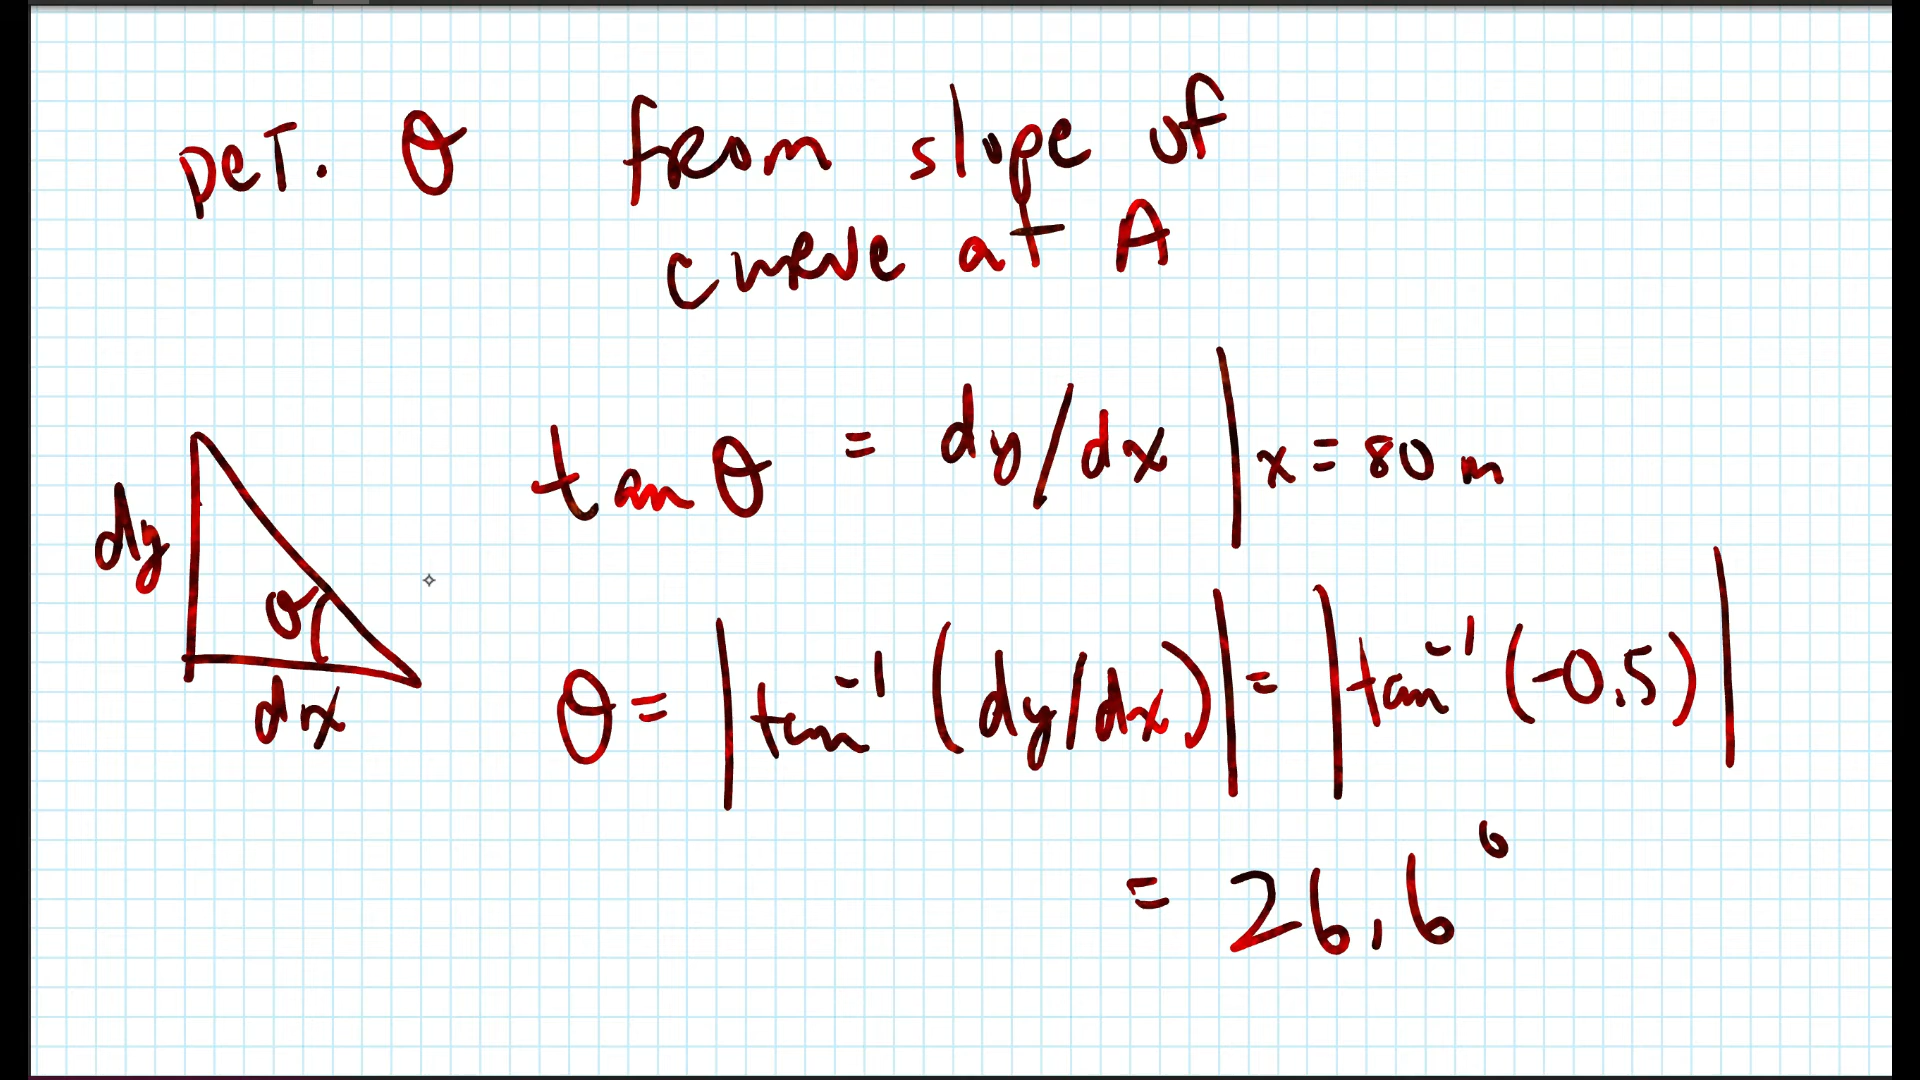 DET. θ from slope of
curve at A
tan θ = dy/dx | x = 80 m
dy
θ
dx
θ = |tan⁻¹(dy/dx)| = |tan⁻¹(-0.5)|
= 26.6°